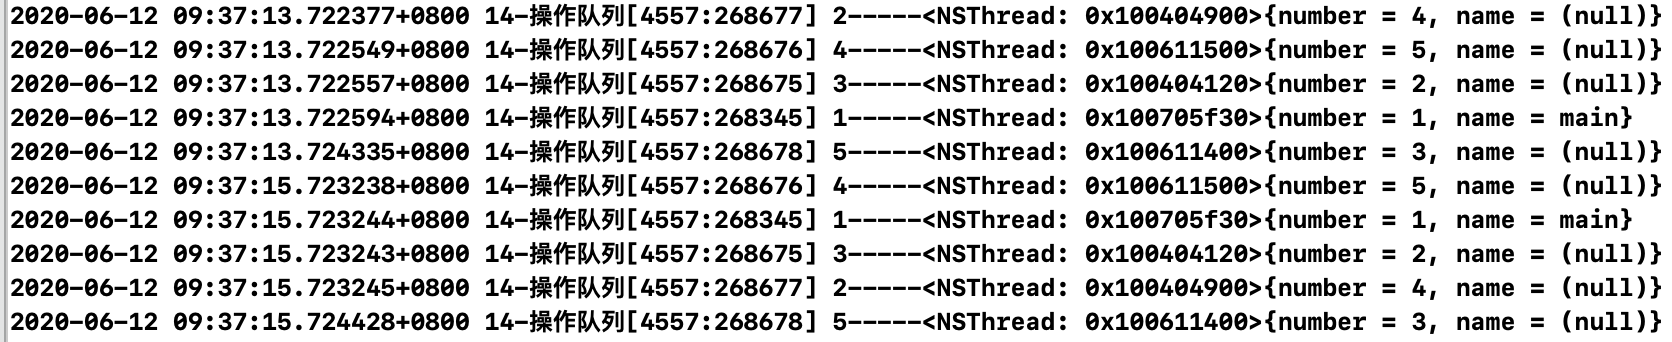 2020-06-12 09:37:13.722377+0800 14-操作队列[4557:268677] 2-----<NSThread: 0x100404900>{number = 4, name = (null)}
2020-06-12 09:37:13.722549+0800 14-操作队列[4557:268676] 4-----<NSThread: 0x100611500>{number = 5, name = (null)}
2020-06-12 09:37:13.722557+0800 14-操作队列[4557:268675] 3-----<NSThread: 0x100404120>{number = 2, name = (null)}
2020-06-12 09:37:13.722594+0800 14-操作队列[4557:268345] 1-----<NSThread: 0x100705f30>{number = 1, name = main}
2020-06-12 09:37:13.724335+0800 14-操作队列[4557:268678] 5-----<NSThread: 0x100611400>{number = 3, name = (null)}
2020-06-12 09:37:15.723238+0800 14-操作队列[4557:268676] 4-----<NSThread: 0x100611500>{number = 5, name = (null)}
2020-06-12 09:37:15.723244+0800 14-操作队列[4557:268345] 1-----<NSThread: 0x100705f30>{number = 1, name = main}
2020-06-12 09:37:15.723243+0800 14-操作队列[4557:268675] 3-----<NSThread: 0x100404120>{number = 2, name = (null)}
2020-06-12 09:37:15.723245+0800 14-操作队列[4557:268677] 2-----<NSThread: 0x100404900>{number = 4, name = (null)}
2020-06-12 09:37:15.724428+0800 14-操作队列[4557:268678] 5-----<NSThread: 0x100611400>{number = 3, name = (null)}